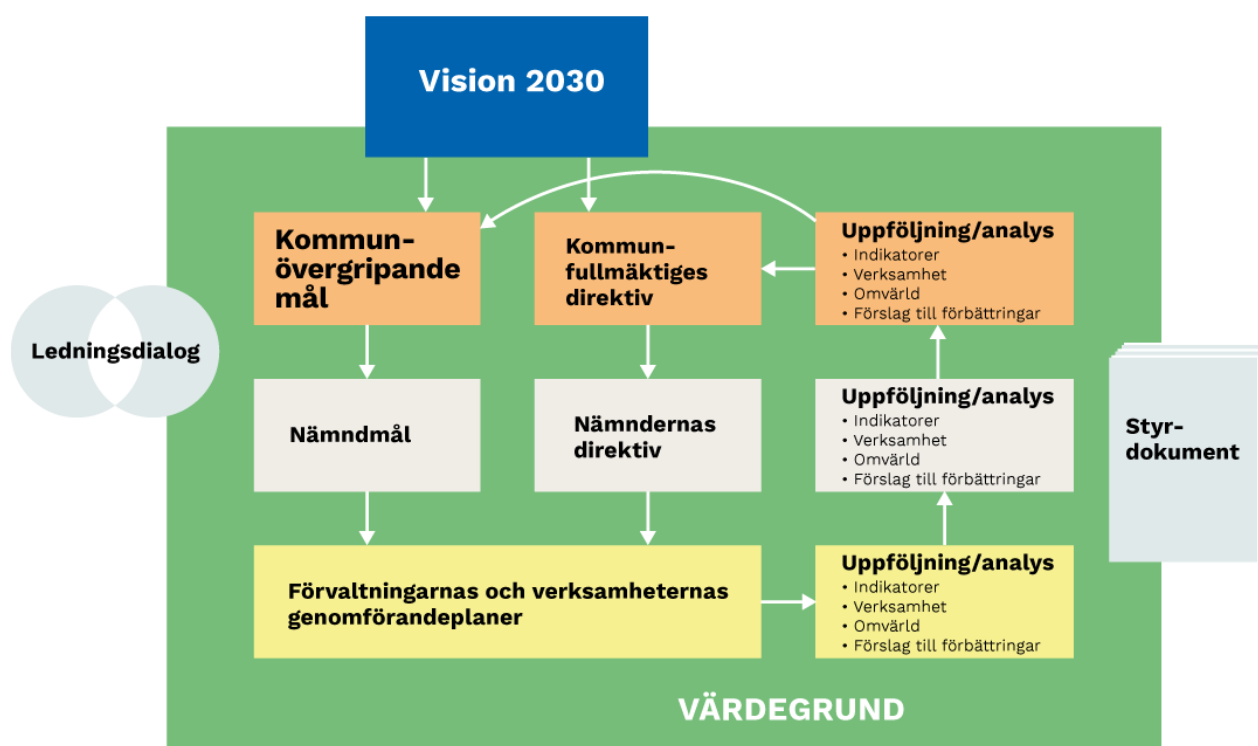 Vision 2030
Kommun-
övergripande
mål
Kommun-
fullmäktiges
direktiv
Uppföljning/analys
• Indikatorer
• Verksamhet
• Omvärld
• Förslag till förbättringar
Ledningsdialog
Nämndmål
Nämndernas
direktiv
Uppföljning/analys
• Indikatorer
• Verksamhet
• Omvärld
• Förslag till förbättringar
Styr-
dokument
Förvaltningarnas och verksamheternas
genomförandeplaner
Uppföljning/analys
• Indikatorer
• Verksamhet
• Omvärld
• Förslag till förbättringar
VÄRDEGRUND